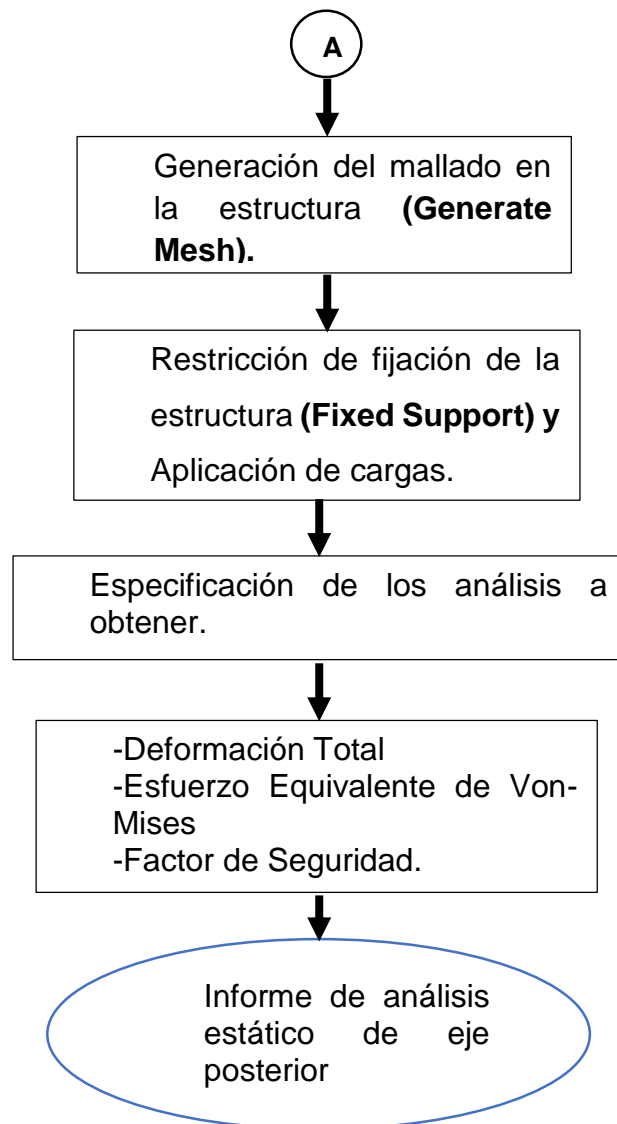 A
Generación del mallado en
la estructura (Generate
Mesh).
Restricción de fijación de la
estructura (Fixed Support) y
Aplicación de cargas.
Especificación de los análisis a
obtener.
-Deformación Total
-Esfuerzo Equivalente de Von-
Mises
-Factor de Seguridad.
Informe de análisis
estático de eje
posterior